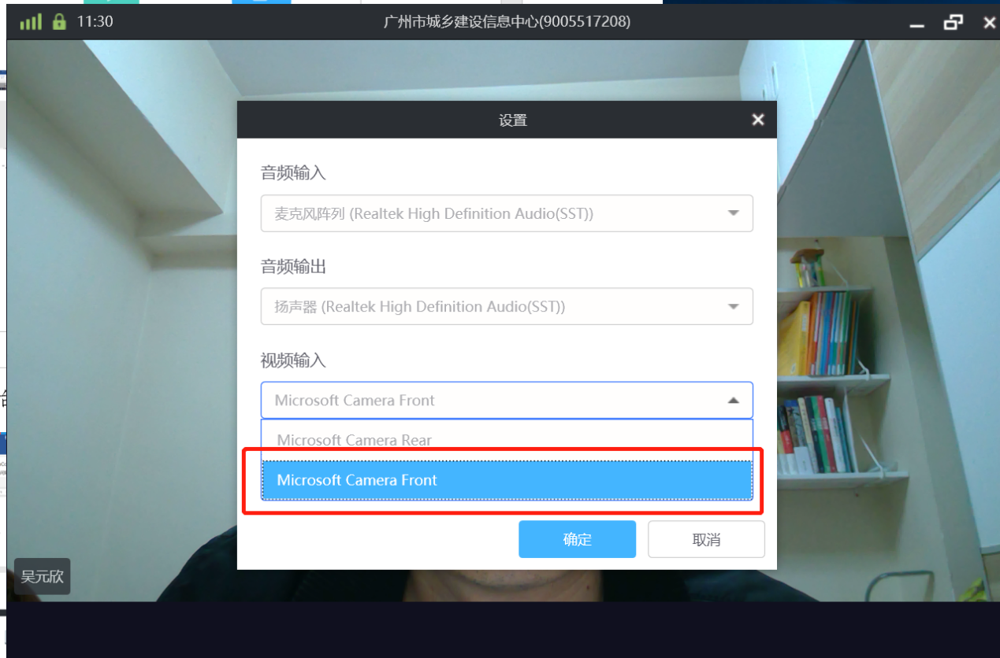 11:30
广州市城乡建设信息中心(9005517208)
设置
音频输入
麦克风阵列 (Realtek High Definition Audio(SST))
音频输出
扬声器 (Realtek High Definition Audio(SST))
视频输入
Microsoft Camera Front
Microsoft Camera Rear
Microsoft Camera Front
确定
取消
吴元欣